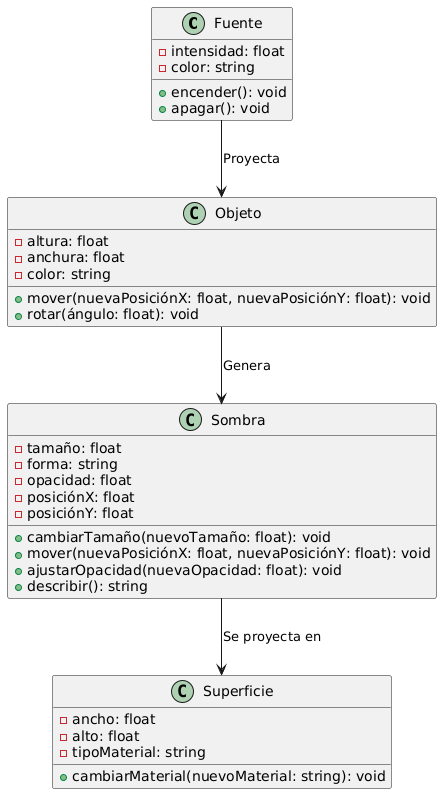 C Fuente
intensidad: float
color: string
encender(): void
apagar(): void
Proyecta
C Objeto
altura: float
anchura: float
color: string
mover(nuevaPosiciónX: float, nuevaPosiciónY: float): void
rotar(ángulo: float): void
Genera
C Sombra
tamaño: float
forma: string
opacidad: float
posiciónX: float
posiciónY: float
cambiarTamaño(nuevoTamaño: float): void
mover(nuevaPosiciónX: float, nuevaPosiciónY: float): void
ajustarOpacidad(nuevaOpacidad: float): void
describir(): string
Se proyecta en
C Superficie
ancho: float
alto: float
tipoMaterial: string
cambiarMaterial(nuevoMaterial: string): void